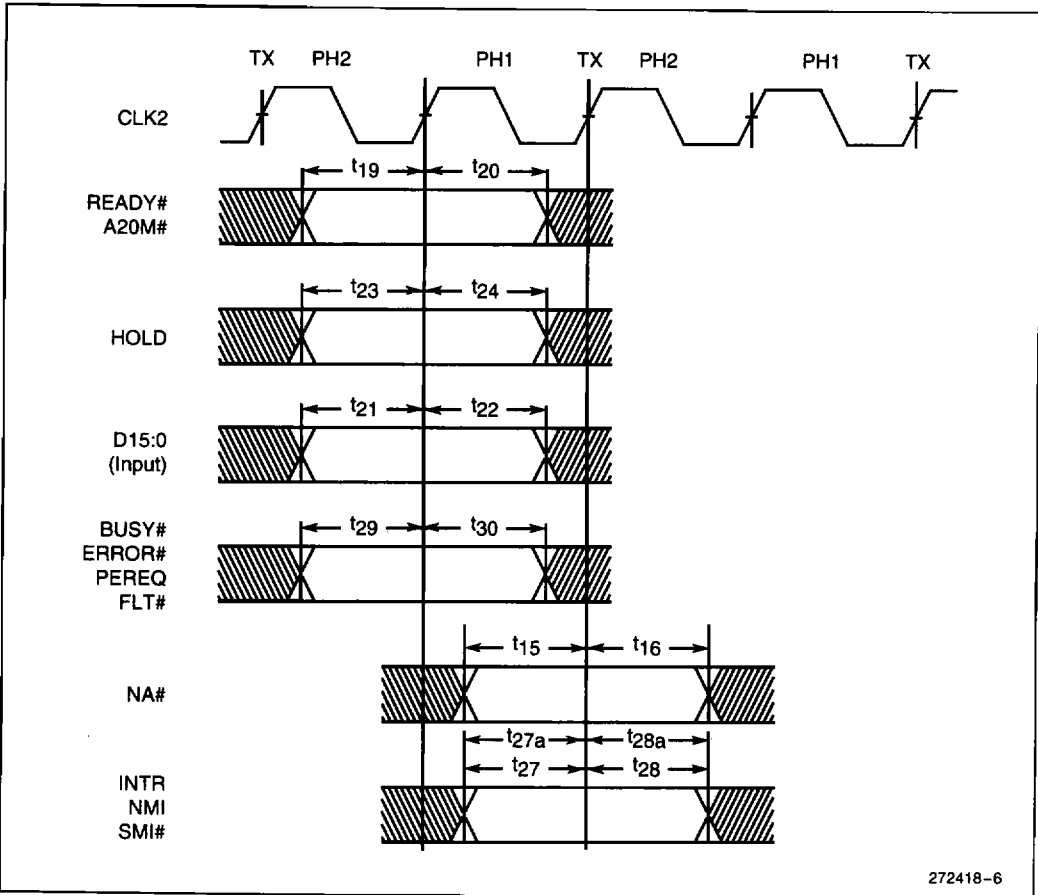 TX PH2 PH1 TX PH2 PH1 TX
CLK2
t19 t20
READY#
A20M#
t23 t24
HOLD
t21 t22
D15:0
(Input)
t29 t30
BUSY#
ERROR#
PEREQ
FLT#
t15 t16
NA#
t27a t28a
t27 t28
INTR
NMI
SMI#
272418-6